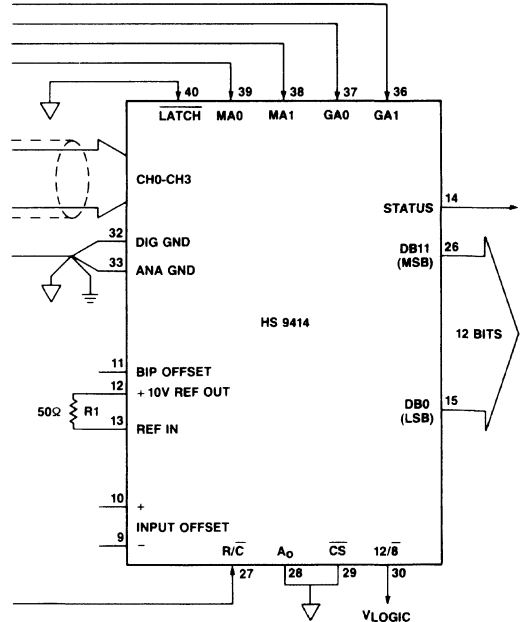 40 39 38 37 36
LATCH MA0 MA1 GA0 GA1
CH0-CH3
14
STATUS
32
DIG GND
26
DB11
(MSB)
33
ANA GND
HS 9414
12 BITS
11
BIP OFFSET
12
+ 10V REF OUT
50Ω R1
13
REF IN
15
DB0
(LSB)
10
+
INPUT OFFSET
9
−
R/C A0 CS 12/8
27 28 29 30
VLOGIC